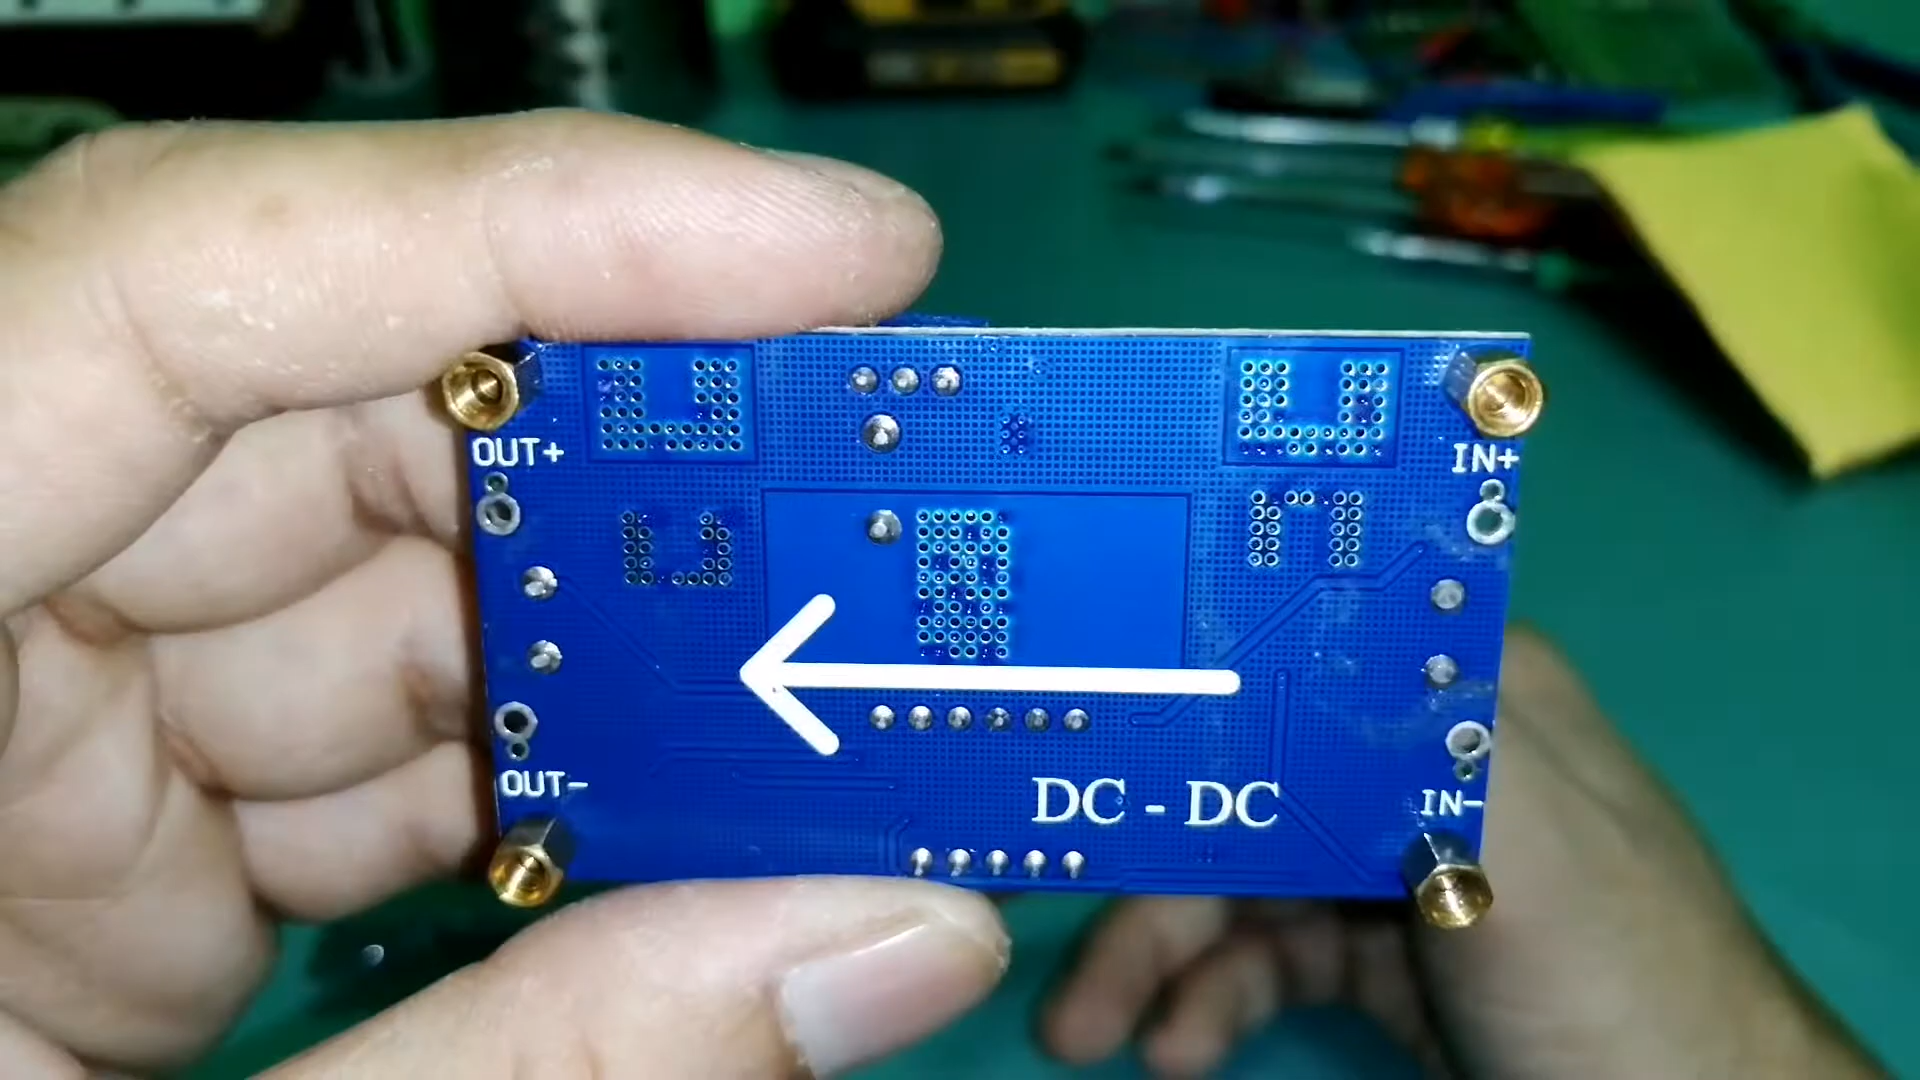 OUT+
IN+
OUT-
IN-
DC - DC